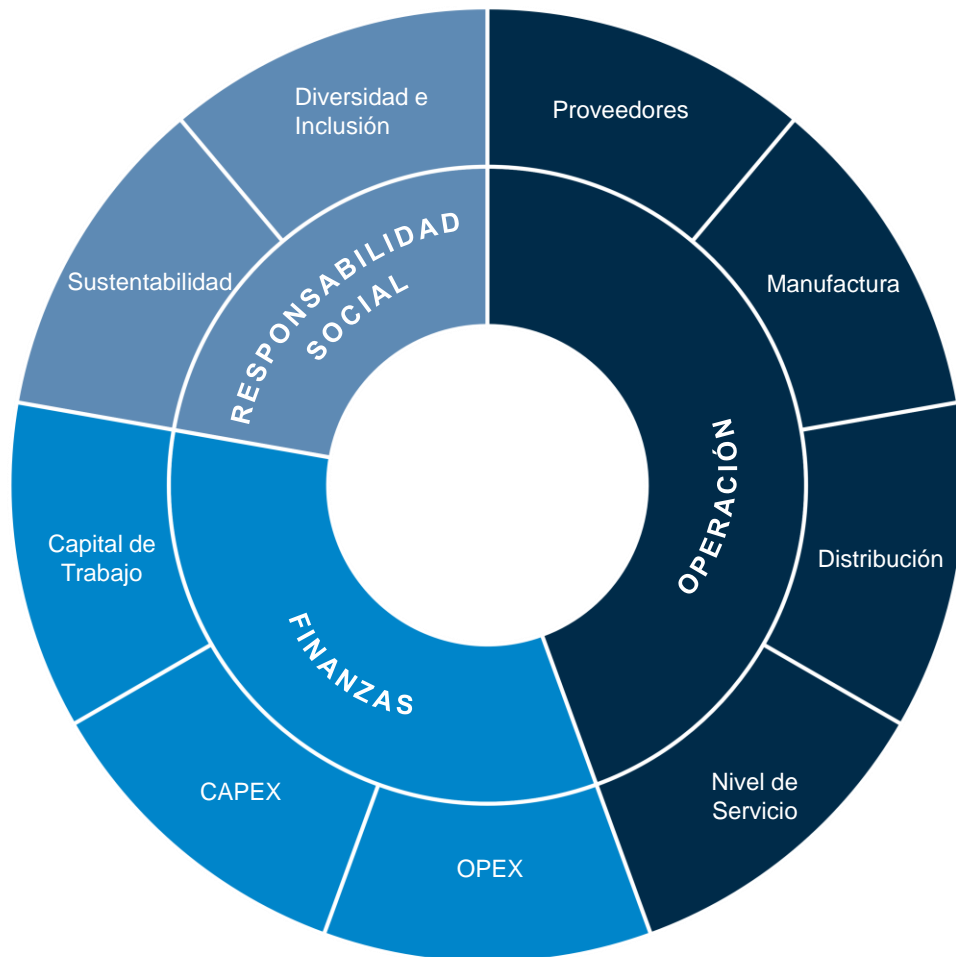 Diversidad e
Inclusión
Proveedores
Sustentabilidad
Manufactura
RESPONSABILIDAD
SOCIAL
OPERACIÓN
Capital de
Trabajo
Distribución
FINANZAS
CAPEX
Nivel de
Servicio
OPEX